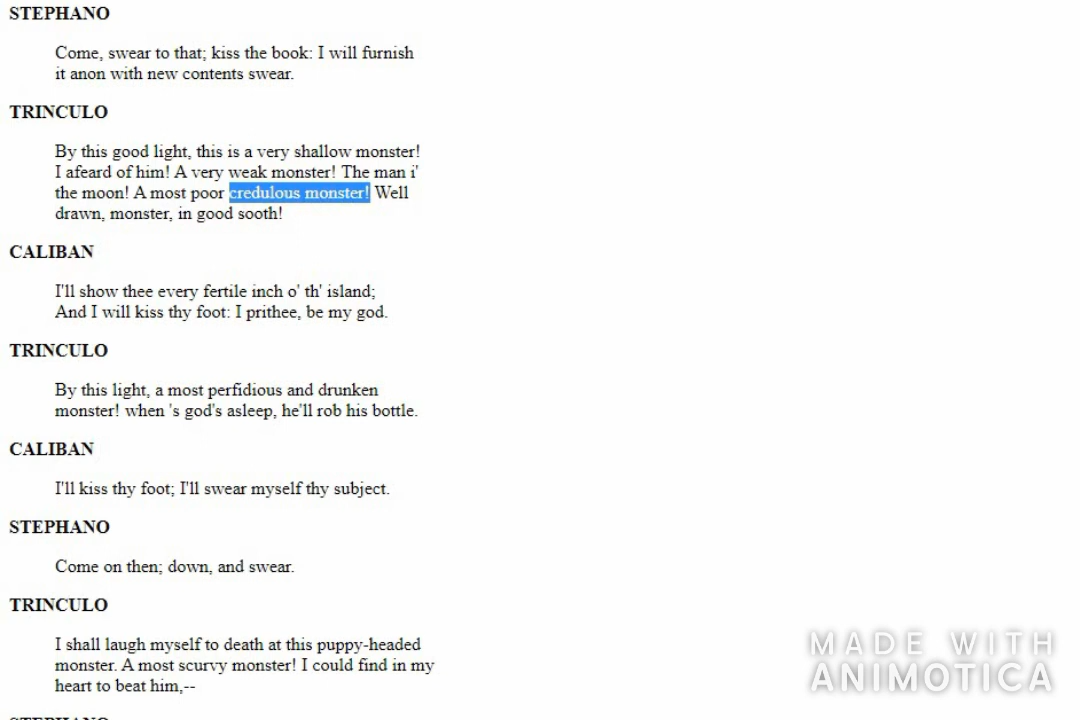 STEPHANO
Come, swear to that; kiss the book: I will furnish
it anon with new contents swear.
TRINCULO
By this good light, this is a very shallow monster!
I afeard of him! A very weak monster! The man i'
the moon! A most poor credulous monster! Well
drawn, monster, in good sooth!
CALIBAN
I'll show thee every fertile inch o' th' island;
And I will kiss thy foot: I prithee, be my god.
TRINCULO
By this light, a most perfidious and drunken
monster! when 's god's asleep, he'll rob his bottle.
CALIBAN
I'll kiss thy foot; I'll swear myself thy subject.
STEPHANO
Come on then; down, and swear.
TRINCULO
I shall laugh myself to death at this puppy-headed
monster. A most scurvy monster! I could find in my
heart to beat him,--
STEPHANO
MADE WITH
ANIMOTICA